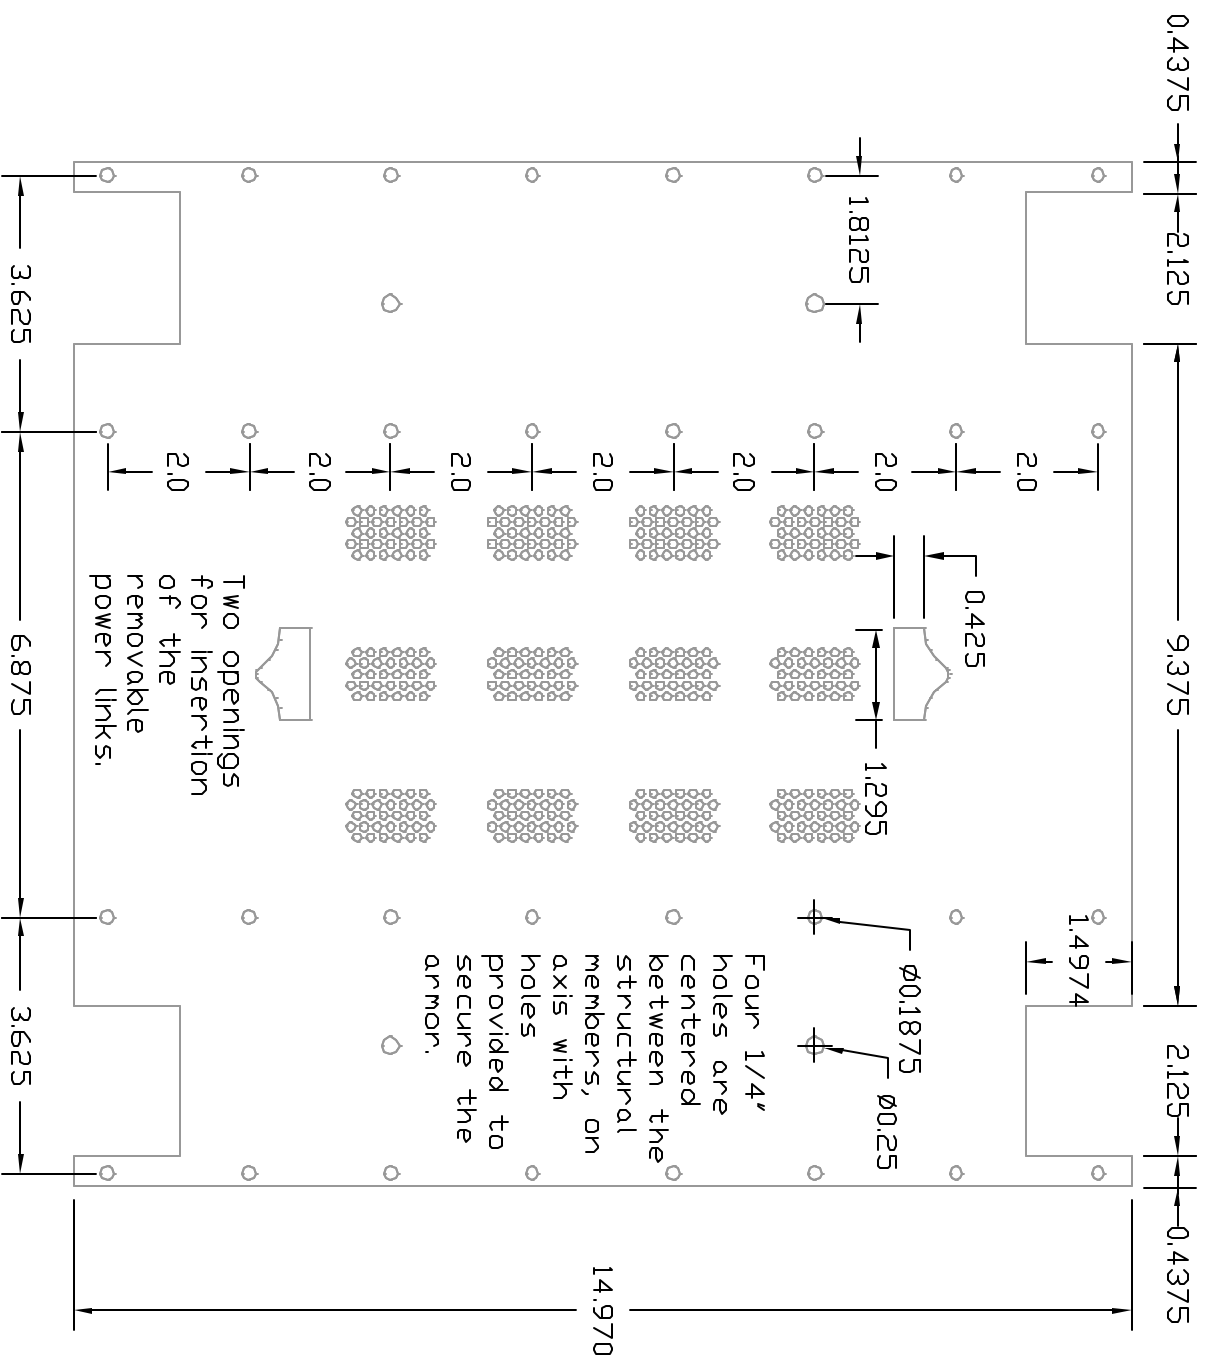 0.4375
2.125
9.375
2.125
0.4375
1.4974
1.8125
0.425
1.295
Ø0.1875
Ø0.25
2.0
2.0
2.0
2.0
2.0
2.0
2.0
Four 1/4"
holes are
centered
between the
structural
members, on
axis with
holes
provided to
secure the
armor.
14.970
Two openings
for insertion
of the
removable
power links.
3.625
6.875
3.625